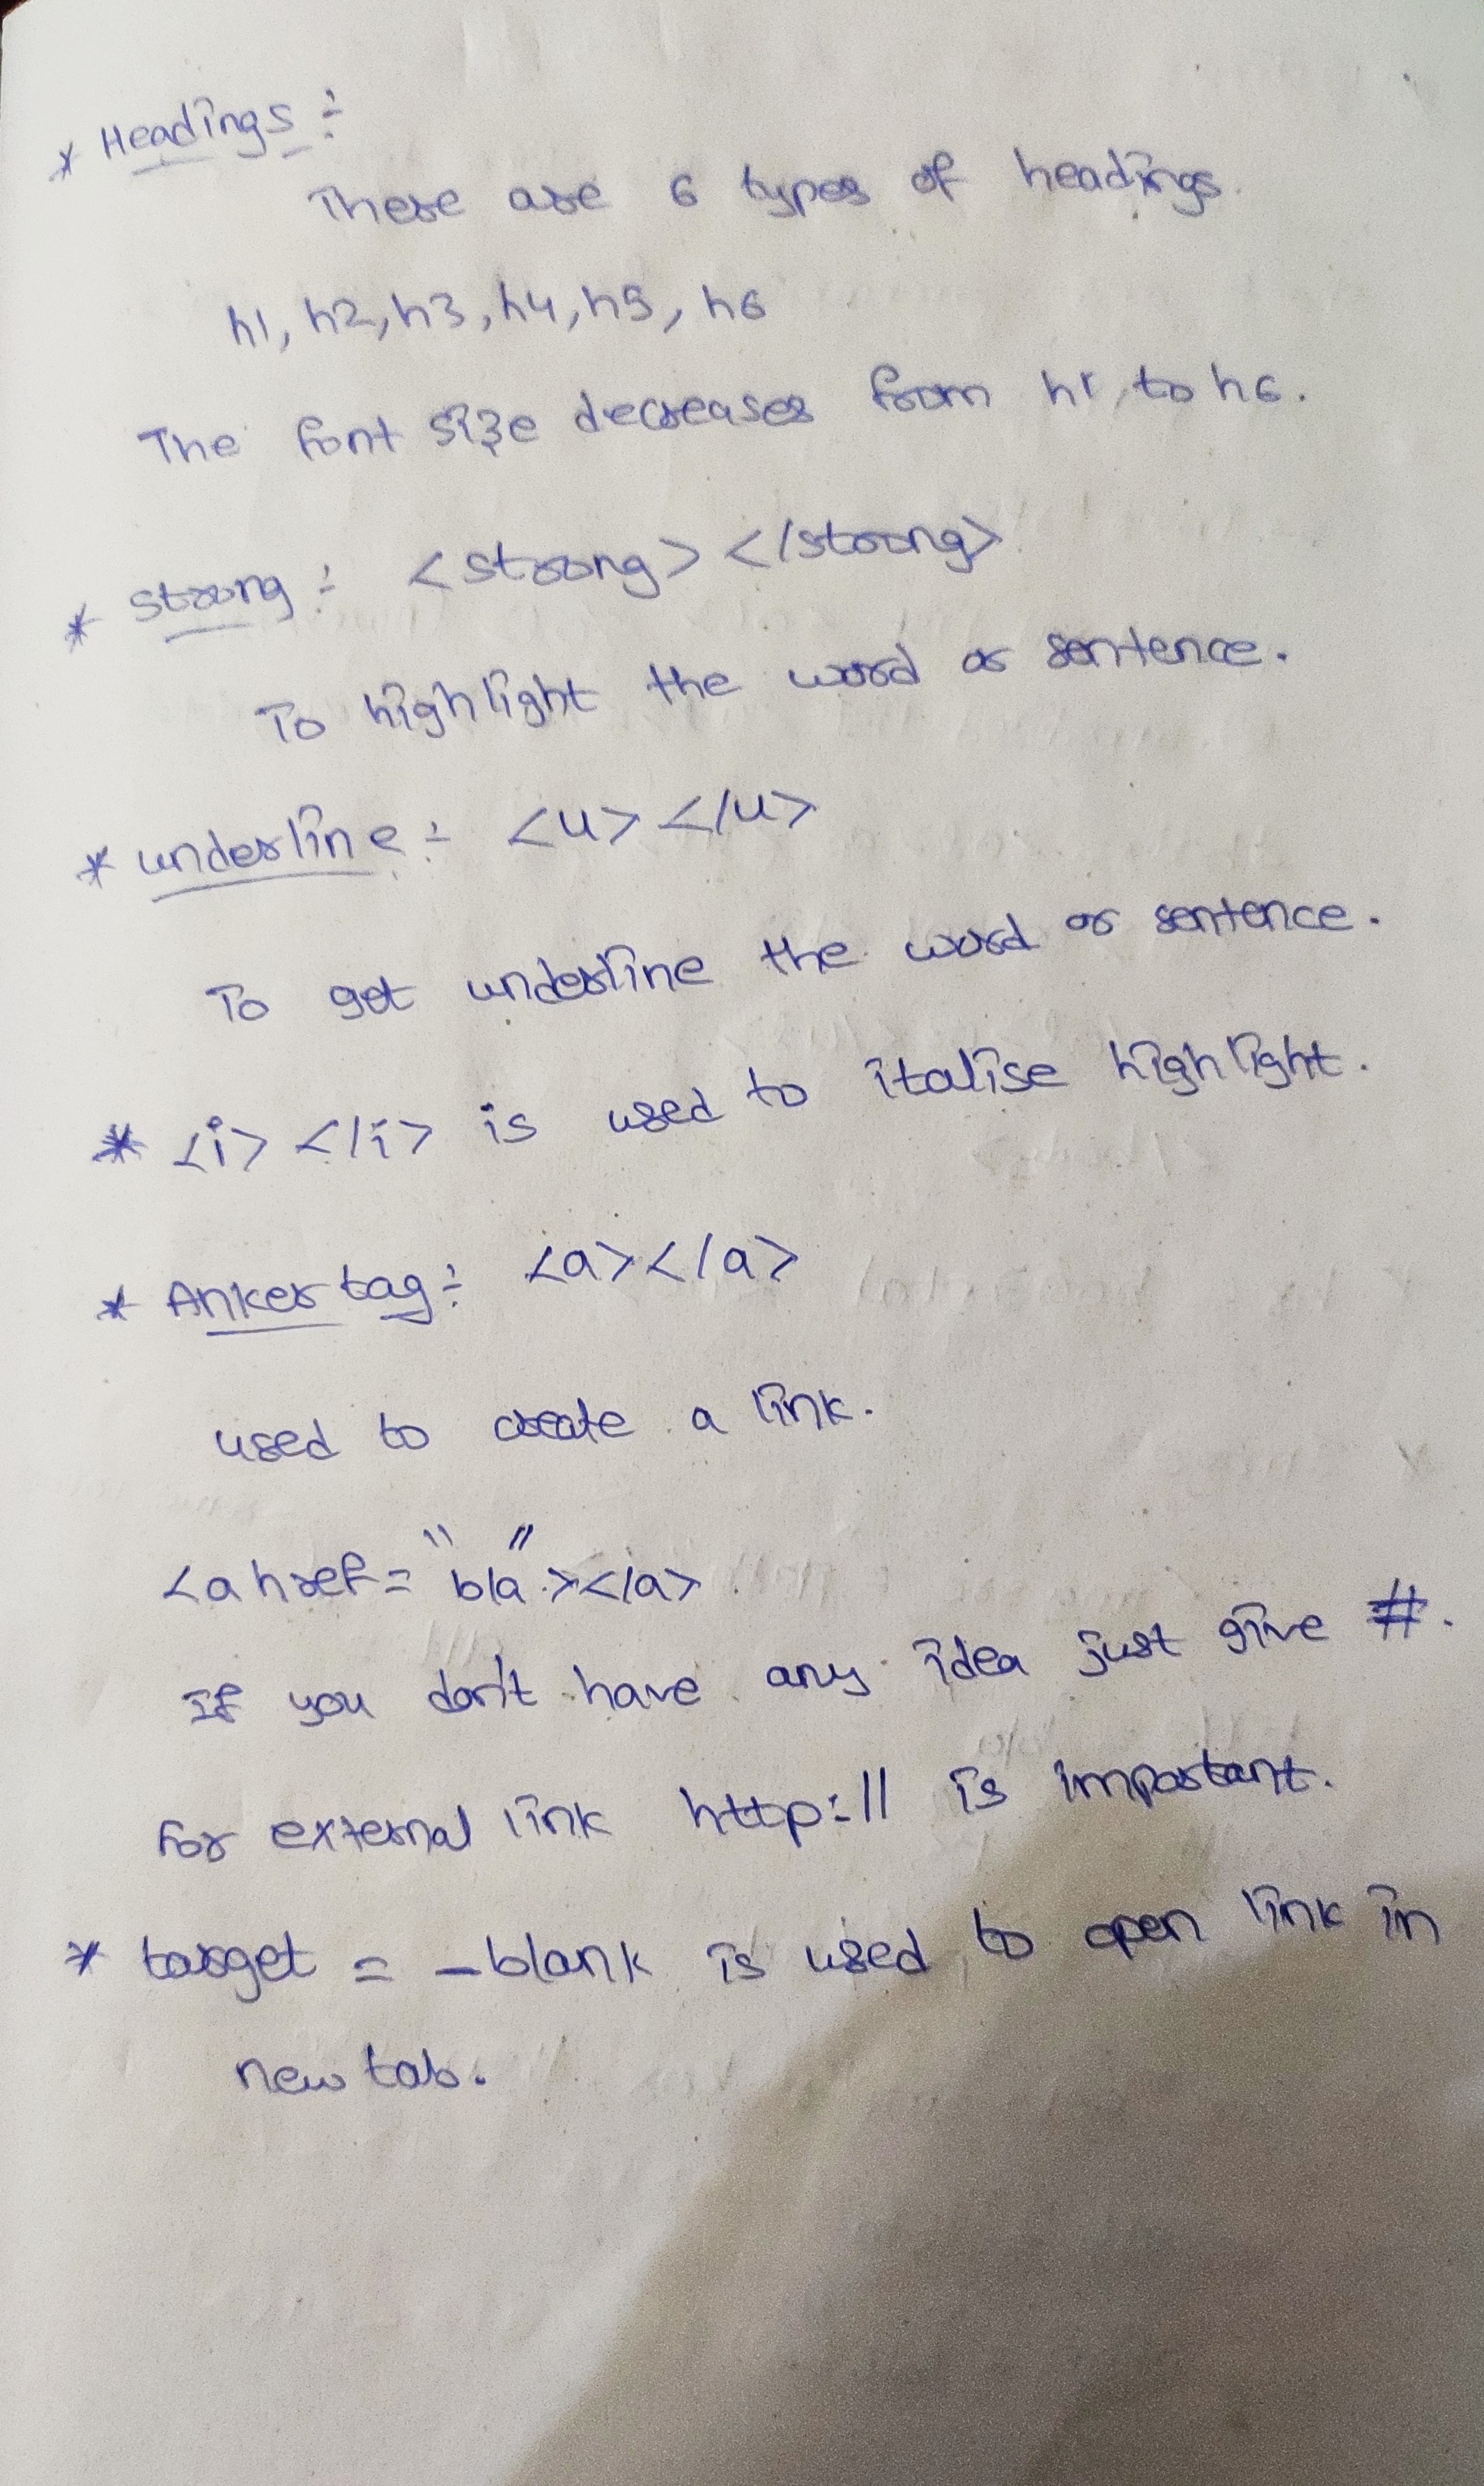 * Headings :-
There are 6 types of headings.
h1, h2, h3, h4, h5, h6
The font size decreases from h1 to h6.
* strong :- <strong> </strong>
To highlight the word or sentence.
* underline :- <u> </u>
To get underline the word or sentence.
* <i> </i> is used to italise highlight.
* Anker tag :- <a></a>
used to create a link.
<a href = "bla"></a>
If you don't have any idea just give #.
For external link http:// is important.
* target = _blank is used to open link in
new tab.